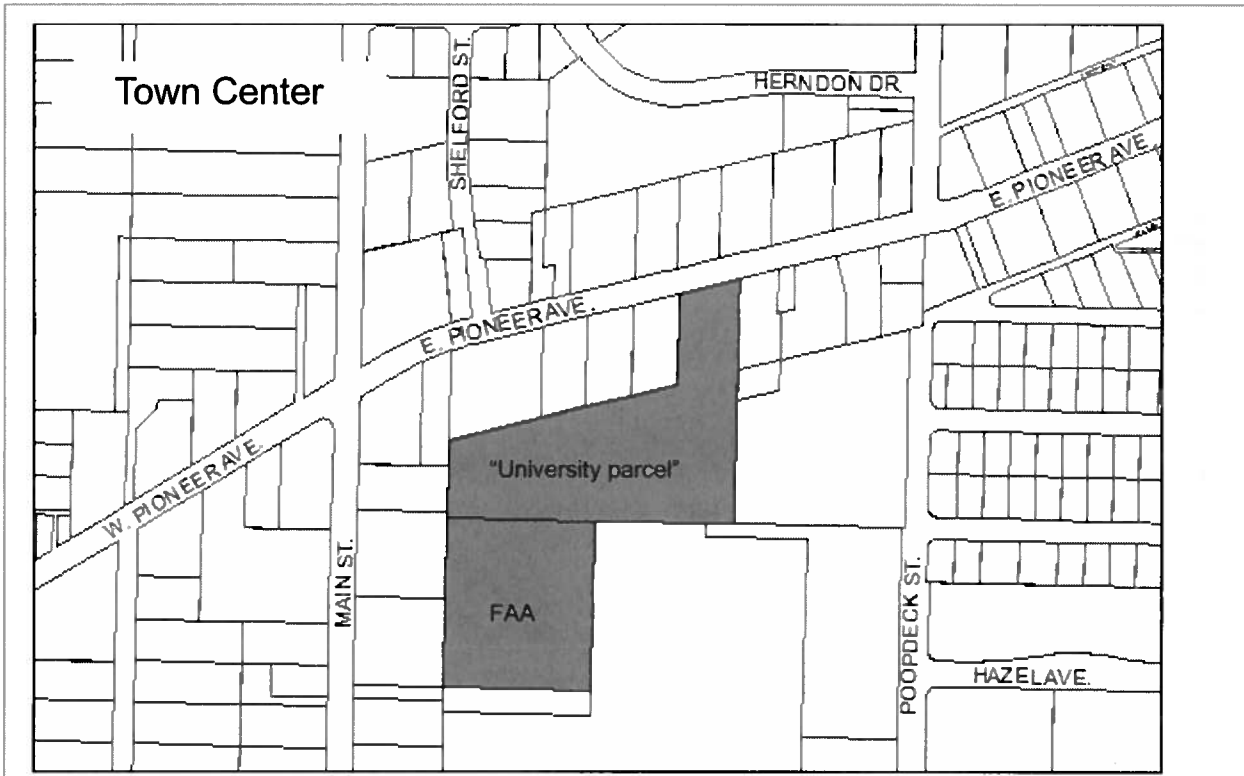 Town Center
SHELFORD ST.
HERNDON DR.
E. PIONEER AVE.
E. PIONEER AVE.
W. PIONEER AVE.
"University parcel"
FAA
MAIN ST.
POOPDECK ST.
HAZEL AVE.